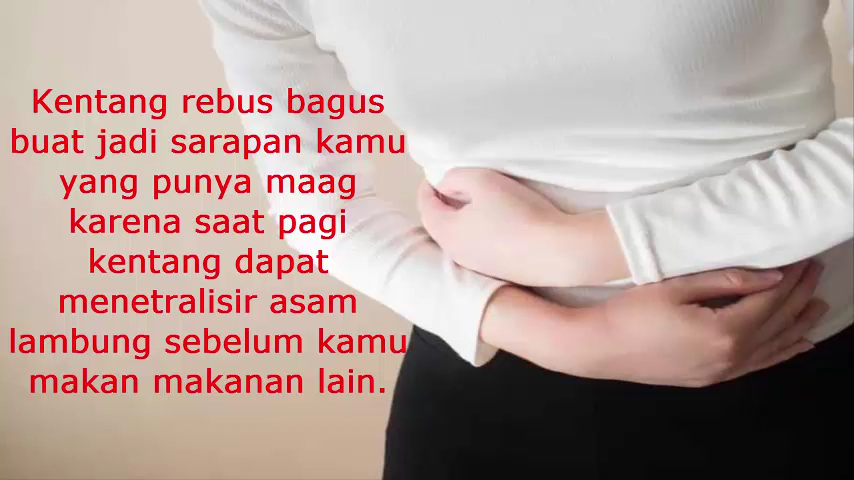 Kentang rebus bagus
buat jadi sarapan kamu
yang punya maag
karena saat pagi
kentang dapat
menetralisir asam
lambung sebelum kamu
makan makanan lain.